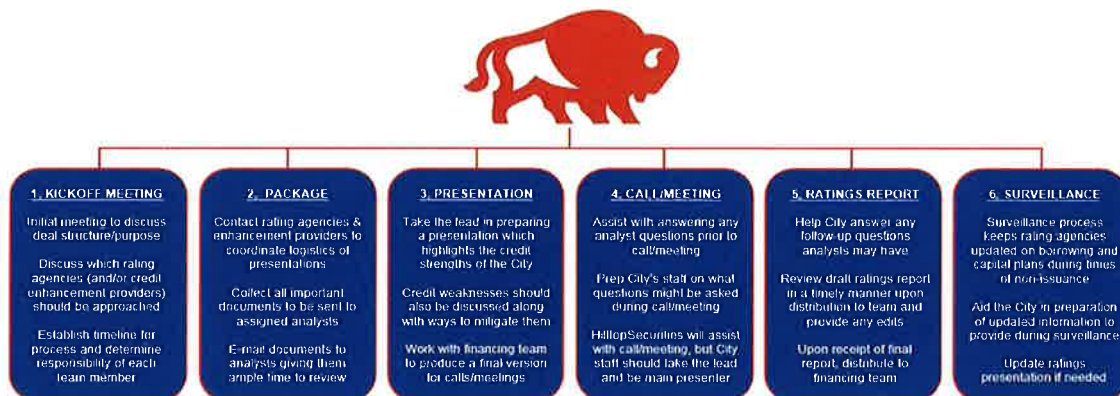 1. KICKOFF MEETING
Initial meeting to discuss
deal structure/purpose
Discuss which rating
agencies (and/or credit
enhancement providers)
should be approached
Establish timeline for
process and determine
responsibility of each
team member
2. PACKAGE
Contact rating agencies &
enhancement providers to
coordinate logistics of
presentations
Collect all important
documents to be sent to
assigned analysts
E-mail documents to
analysts giving them
ample time to review
3. PRESENTATION
Take the lead in preparing
a presentation which
highlights the credit
strengths of the City
Credit weaknesses should
also be discussed along
with ways to mitigate them
Work with financing team
to produce a final version
for calls/meetings
4. CALL/MEETING
Assist with answering any
analyst questions prior to
call/meeting
Prep City's staff on what
questions might be asked
during call/meeting
HilltopSecurities will assist
with call/meeting, but City
staff should take the lead
and be main presenter
5. RATINGS REPORT
Help City answer any
follow-up questions
analysts may have
Review draft ratings report
in a timely manner upon
distribution to team and
provide any edits
Upon receipt of final
report, distribute to
financing team
6. SURVEILLANCE
Surveillance process
keeps rating agencies
updated on borrowing and
capital plans during times
of non-issuance
Aid the City in preparation
of updated information to
provide during surveillance
Update ratings
presentation if needed